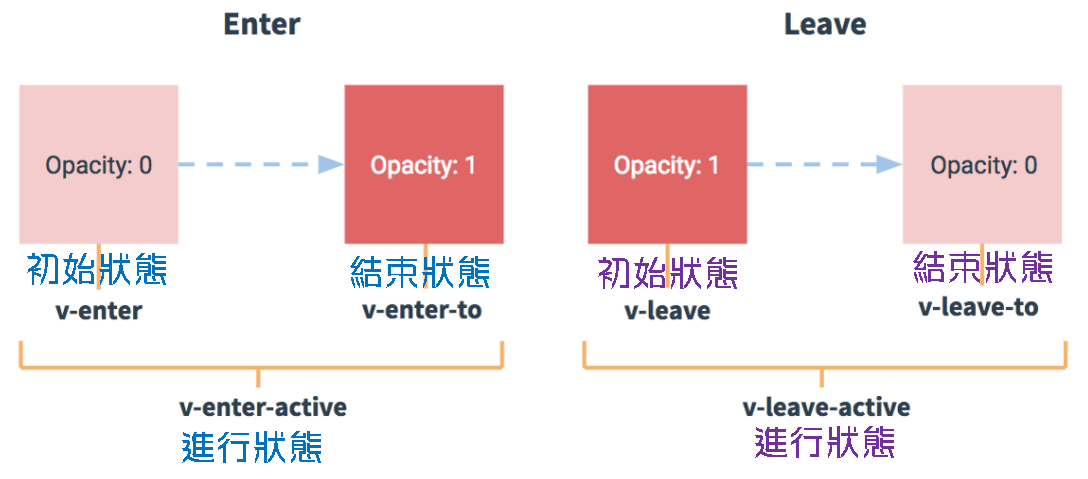 Enter
Opacity: 0
Opacity: 1
初始狀態
結束狀態
v-enter
v-enter-to
v-enter-active
進行狀態
Leave
Opacity: 1
Opacity: 0
初始狀態
結束狀態
v-leave
v-leave-to
v-leave-active
進行狀態